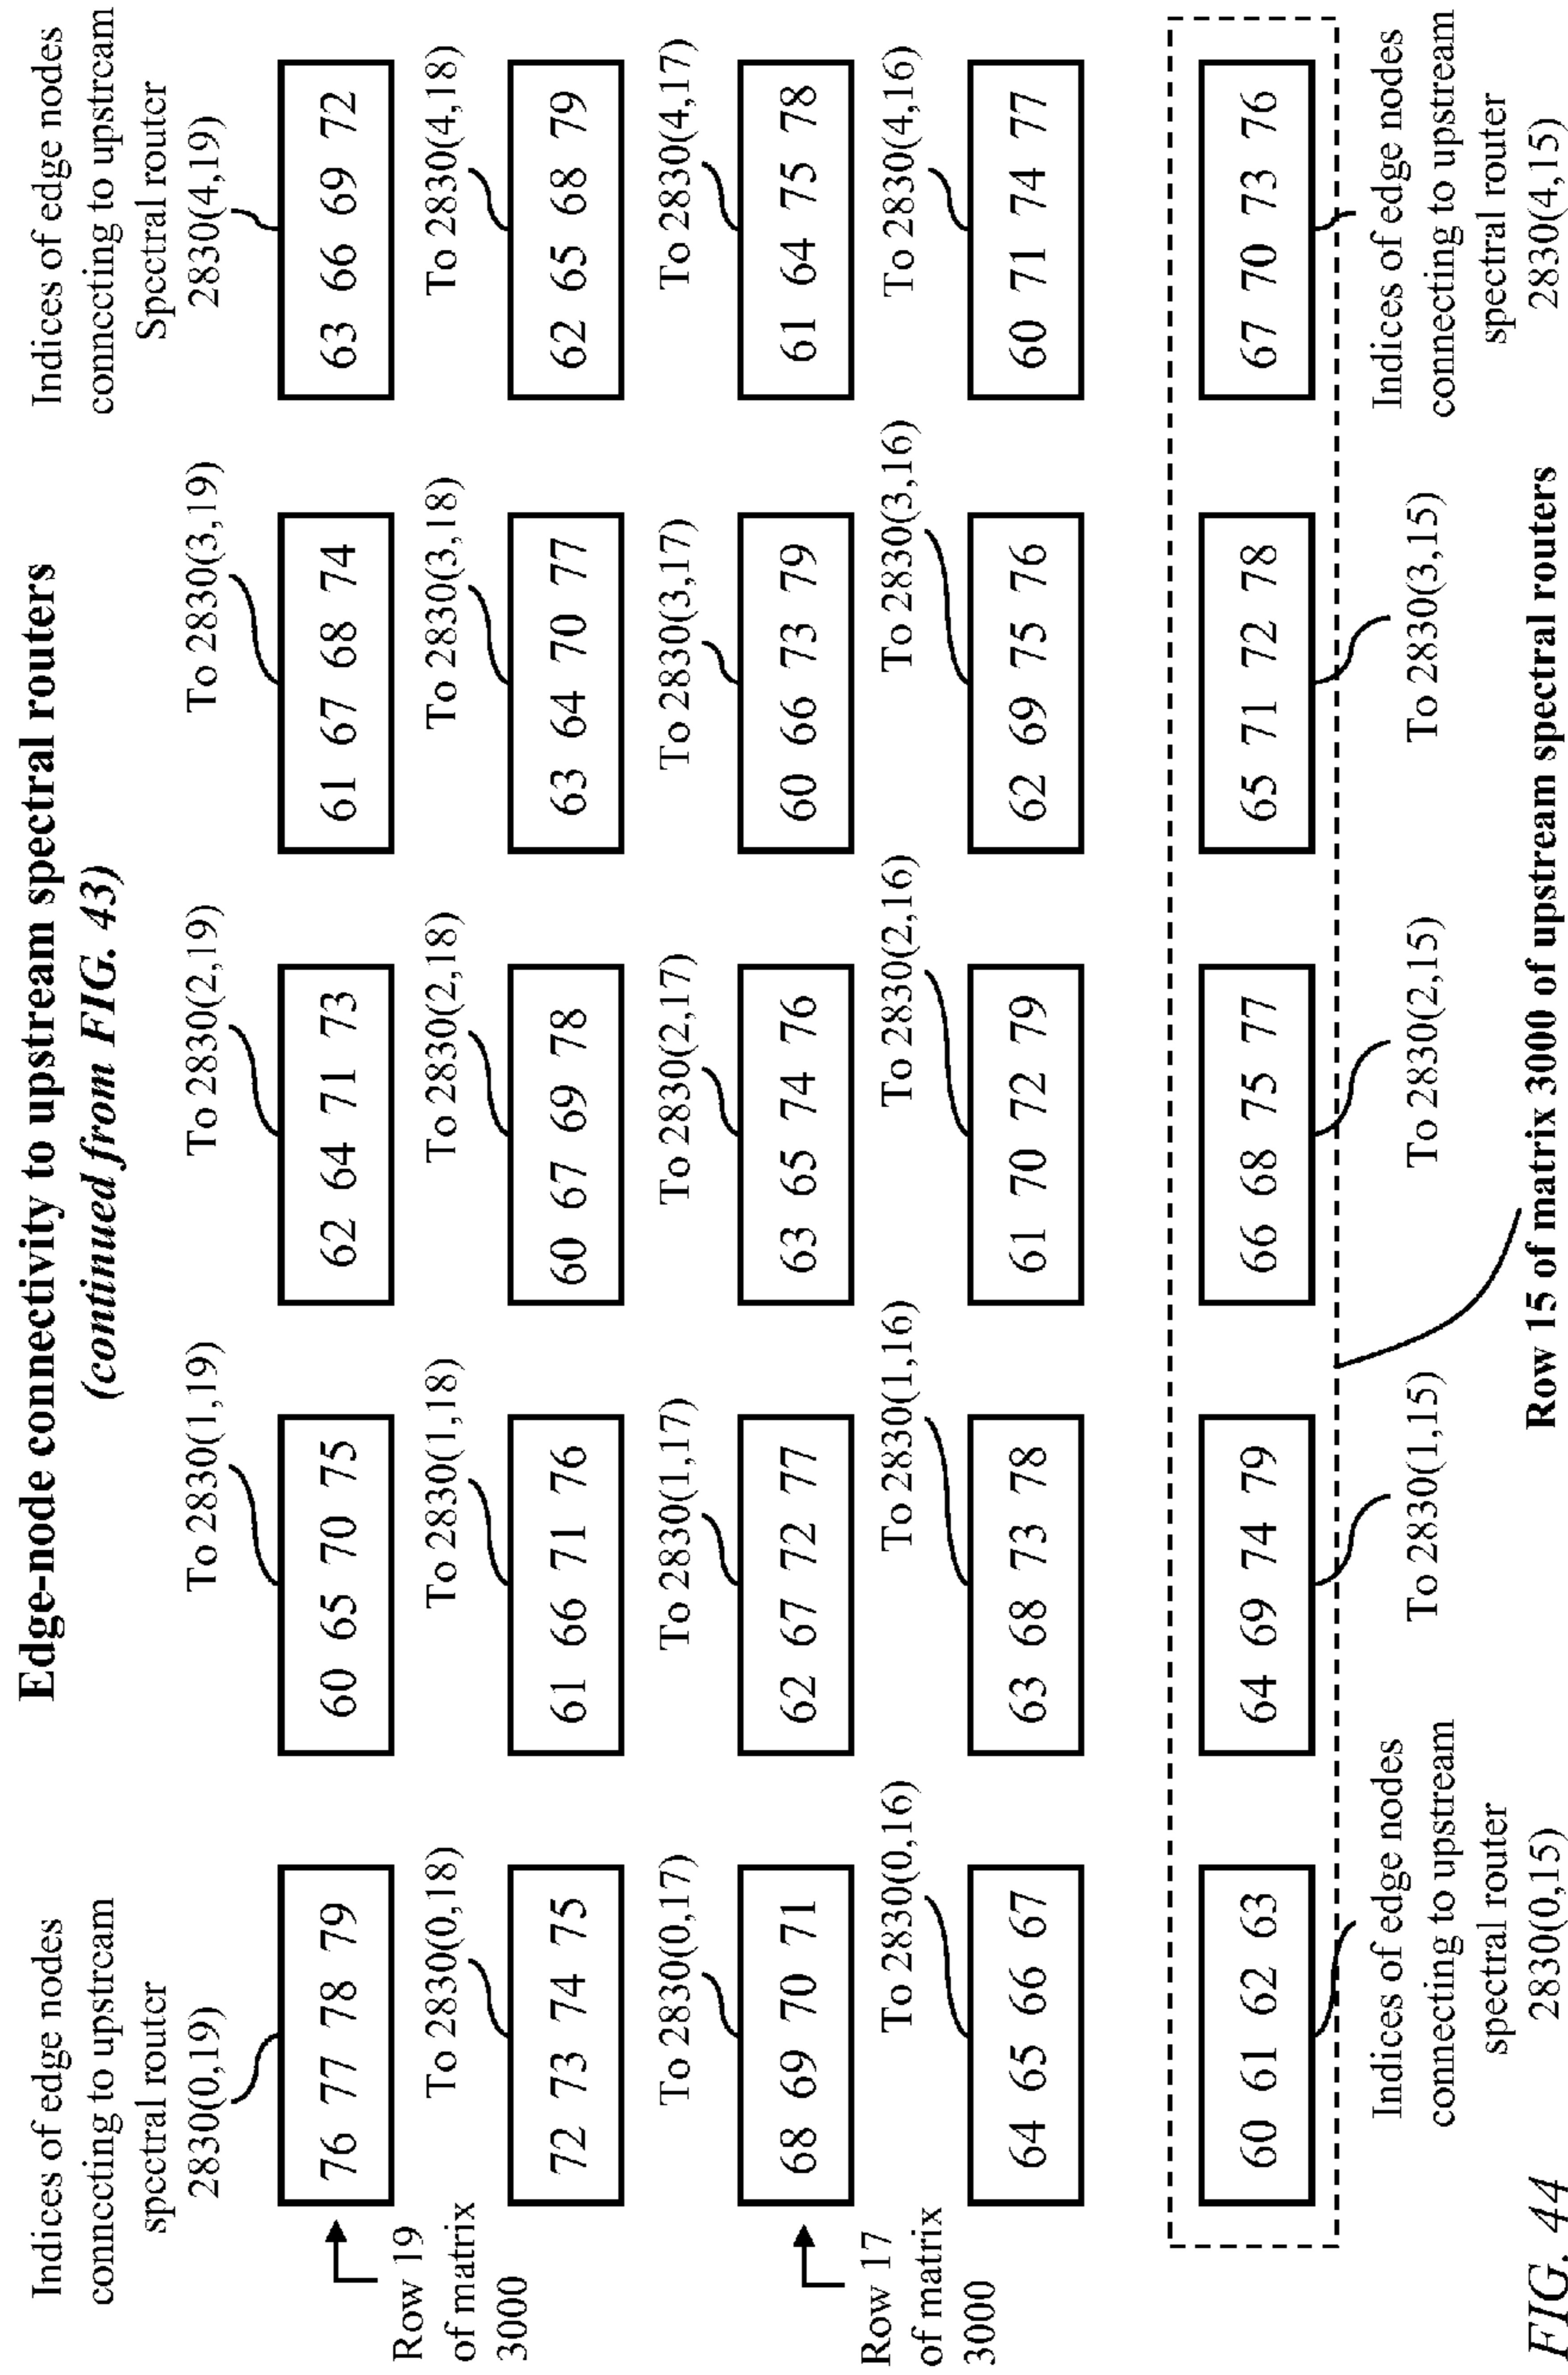 Edge-node connectivity to upstream spectral routers
(continued from FIG. 43)
Indices of edge nodes
connecting to upstream
spectral router
2830(0,19)
To 2830(1,19)
To 2830(2,19)
To 2830(3,19)
Indices of edge nodes
connecting to upstream
Spectral router
2830(4,19)
Row 19
of matrix
3000
76 77 78 79
60 65 70 75
62 64 71 73
61 67 68 74
63 66 69 72
To 2830(0,18)
To 2830(1,18)
To 2830(2,18)
To 2830(3,18)
To 2830(4,18)
72 73 74 75
61 66 71 76
60 67 69 78
63 64 70 77
62 65 68 79
To 2830(0,17)
To 2830(1,17)
To 2830(2,17)
To 2830(3,17)
To 2830(4,17)
Row 17
of matrix
3000
68 69 70 71
62 67 72 77
63 65 74 76
60 66 73 79
61 64 75 78
To 2830(0,16)
To 2830(1,16)
To 2830(2,16)
To 2830(3,16)
To 2830(4,16)
64 65 66 67
63 68 73 78
61 70 72 79
62 69 75 76
60 71 74 77
60 61 62 63
64 69 74 79
66 68 75 77
65 71 72 78
67 70 73 76
Indices of edge nodes
connecting to upstream
spectral router
2830(0,15)
To 2830(1,15)
To 2830(2,15)
To 2830(3,15)
Indices of edge nodes
connecting to upstream
spectral router
2830(4,15)
Row 15 of matrix 3000 of upstream spectral routers
FIG. 44